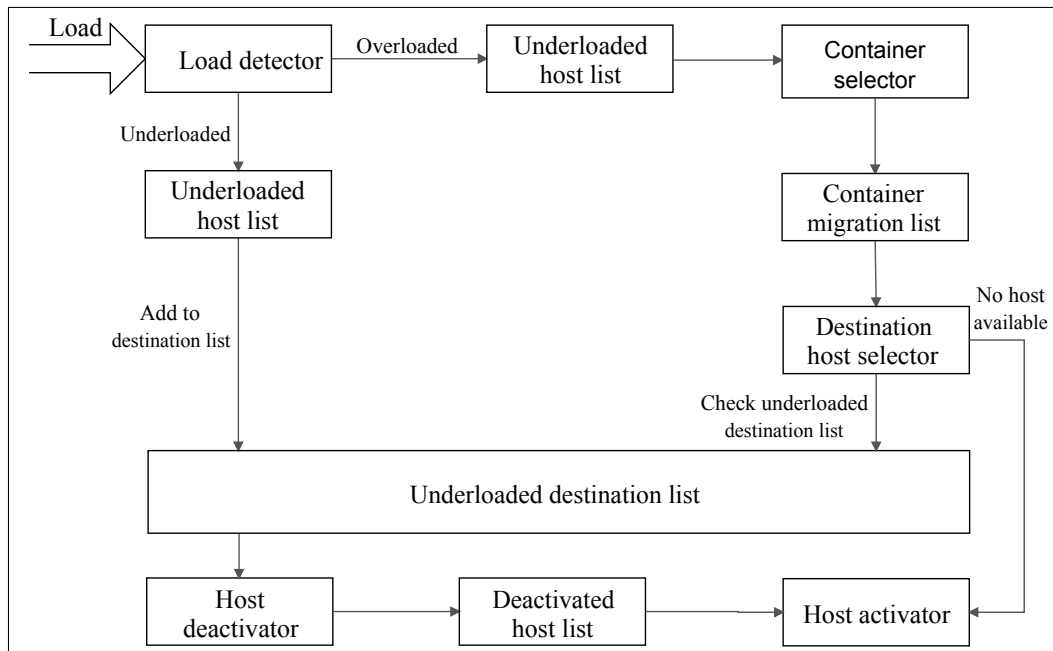 Load
Load detector
Overloaded
Underloaded
host list
Container
selector
Underloaded
Underloaded
host list
Container
migration list
Add to
destination list
No host
available
Destination
host selector
Check underloaded
destination list
Underloaded destination list
Host
deactivator
Deactivated
host list
Host activator